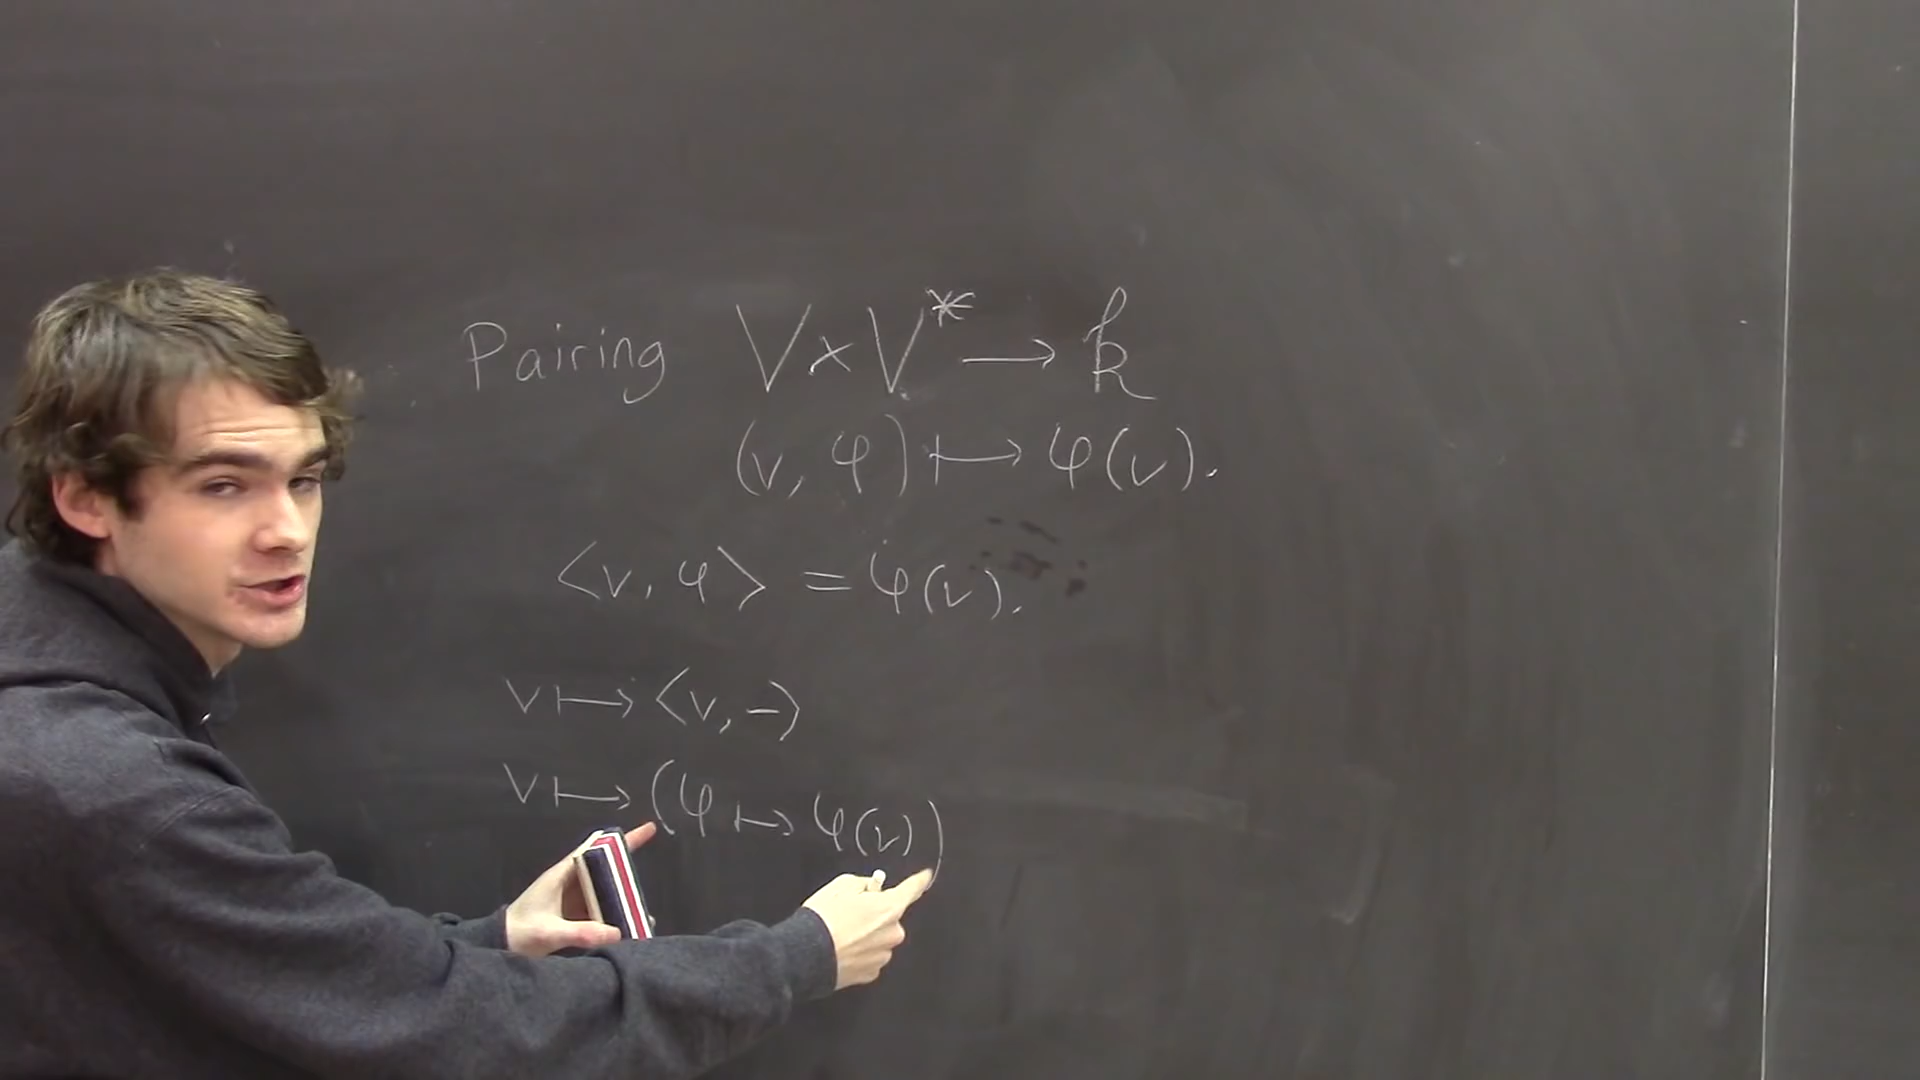 Pairing V × V* → k
(v, φ) ↦ φ(v).
⟨v, φ⟩ = φ(v).
v ↦ ⟨v, −⟩
v ↦ (φ ↦ φ(v))